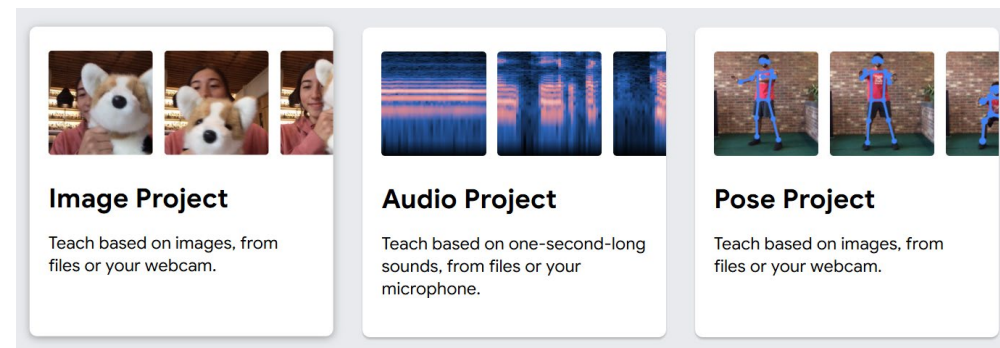 Image Project
Teach based on images, from
files or your webcam.
Audio Project
Teach based on one-second-long
sounds, from files or your
microphone.
Pose Project
Teach based on images, from
files or your webcam.